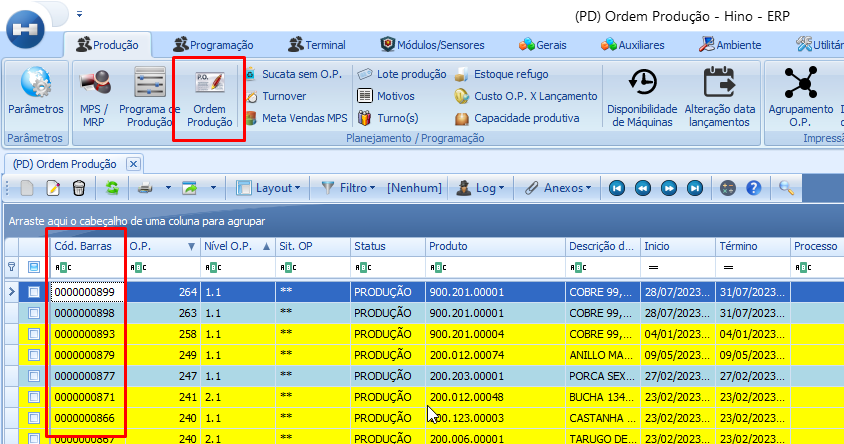 (PD) Ordem Produção - Hino - ERP
Produção Programação Terminal Módulos/Sensores Gerais Auxiliares Ambiente Utilitár
Parâmetros
MPS / MRP
Programa de Produção
Ordem Produção
Sucata sem O.P.
Turnover
Meta Vendas MPS
Lote produção
Motivos
Turno(s)
Estoque refugo
Custo O.P. X Lançamento
Capacidade produtiva
Disponibilidade de Máquinas
Alteração data lançamentos
Agrupamento O.P.
Parâmetros Planejamento / Programação Impress
(PD) Ordem Produção
Layout Filtro [Nenhum] Log Anexos
Arraste aqui o cabeçalho de uma coluna para agrupar
Cód. Barras O.P. Nível O.P. Sit. OP Status Produto Descrição d... Inicio Término Processo
0000000899 264 1.1 ** PRODUÇÃO 900.201.00001 COBRE 99,... 28/07/2023... 31/07/2023...
0000000898 263 1.1 ** PRODUÇÃO 900.201.00001 COBRE 99,... 28/07/2023... 31/07/2023...
0000000893 258 1.1 ** PRODUÇÃO 900.201.00004 COBRE 99,... 04/01/2023... 04/01/2023...
0000000879 249 1.1 ** PRODUÇÃO 200.012.00074 ANILLO MA... 09/05/2023... 09/05/2023...
0000000877 247 1.1 ** PRODUÇÃO 200.203.00001 PORCA SEX... 27/02/2023... 27/02/2023...
0000000871 241 2.1 ** PRODUÇÃO 200.012.00048 BUCHA 134... 23/02/2023... 23/02/2023...
0000000866 240 1.1 ** PRODUÇÃO 200.123.00003 CASTANHA ... 23/02/2023... 23/02/2023...
0000000867 240 2.1 ** PRODUÇÃO 200.006.00001 TARUGO DE... 23/02/2023... 23/02/2023...